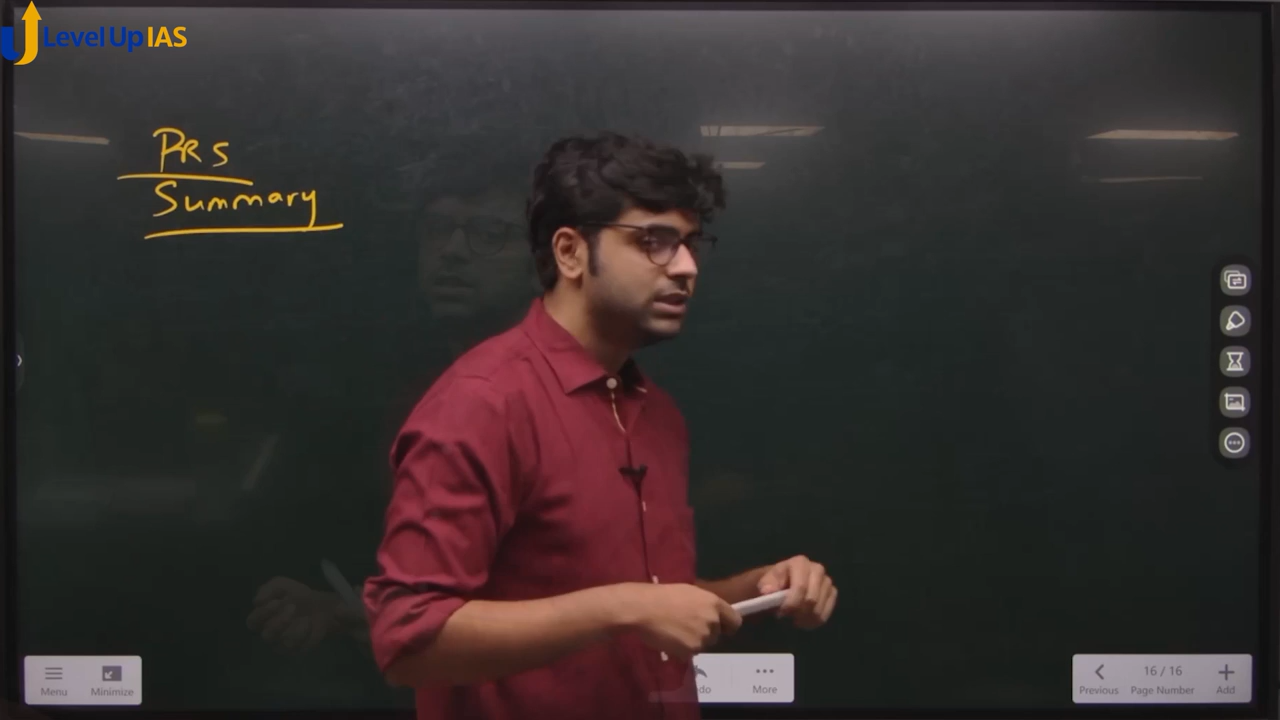 Level Up IAS
PRS
Summary
Menu
Minimize
More
16 / 16
Previous
Page Number
Add